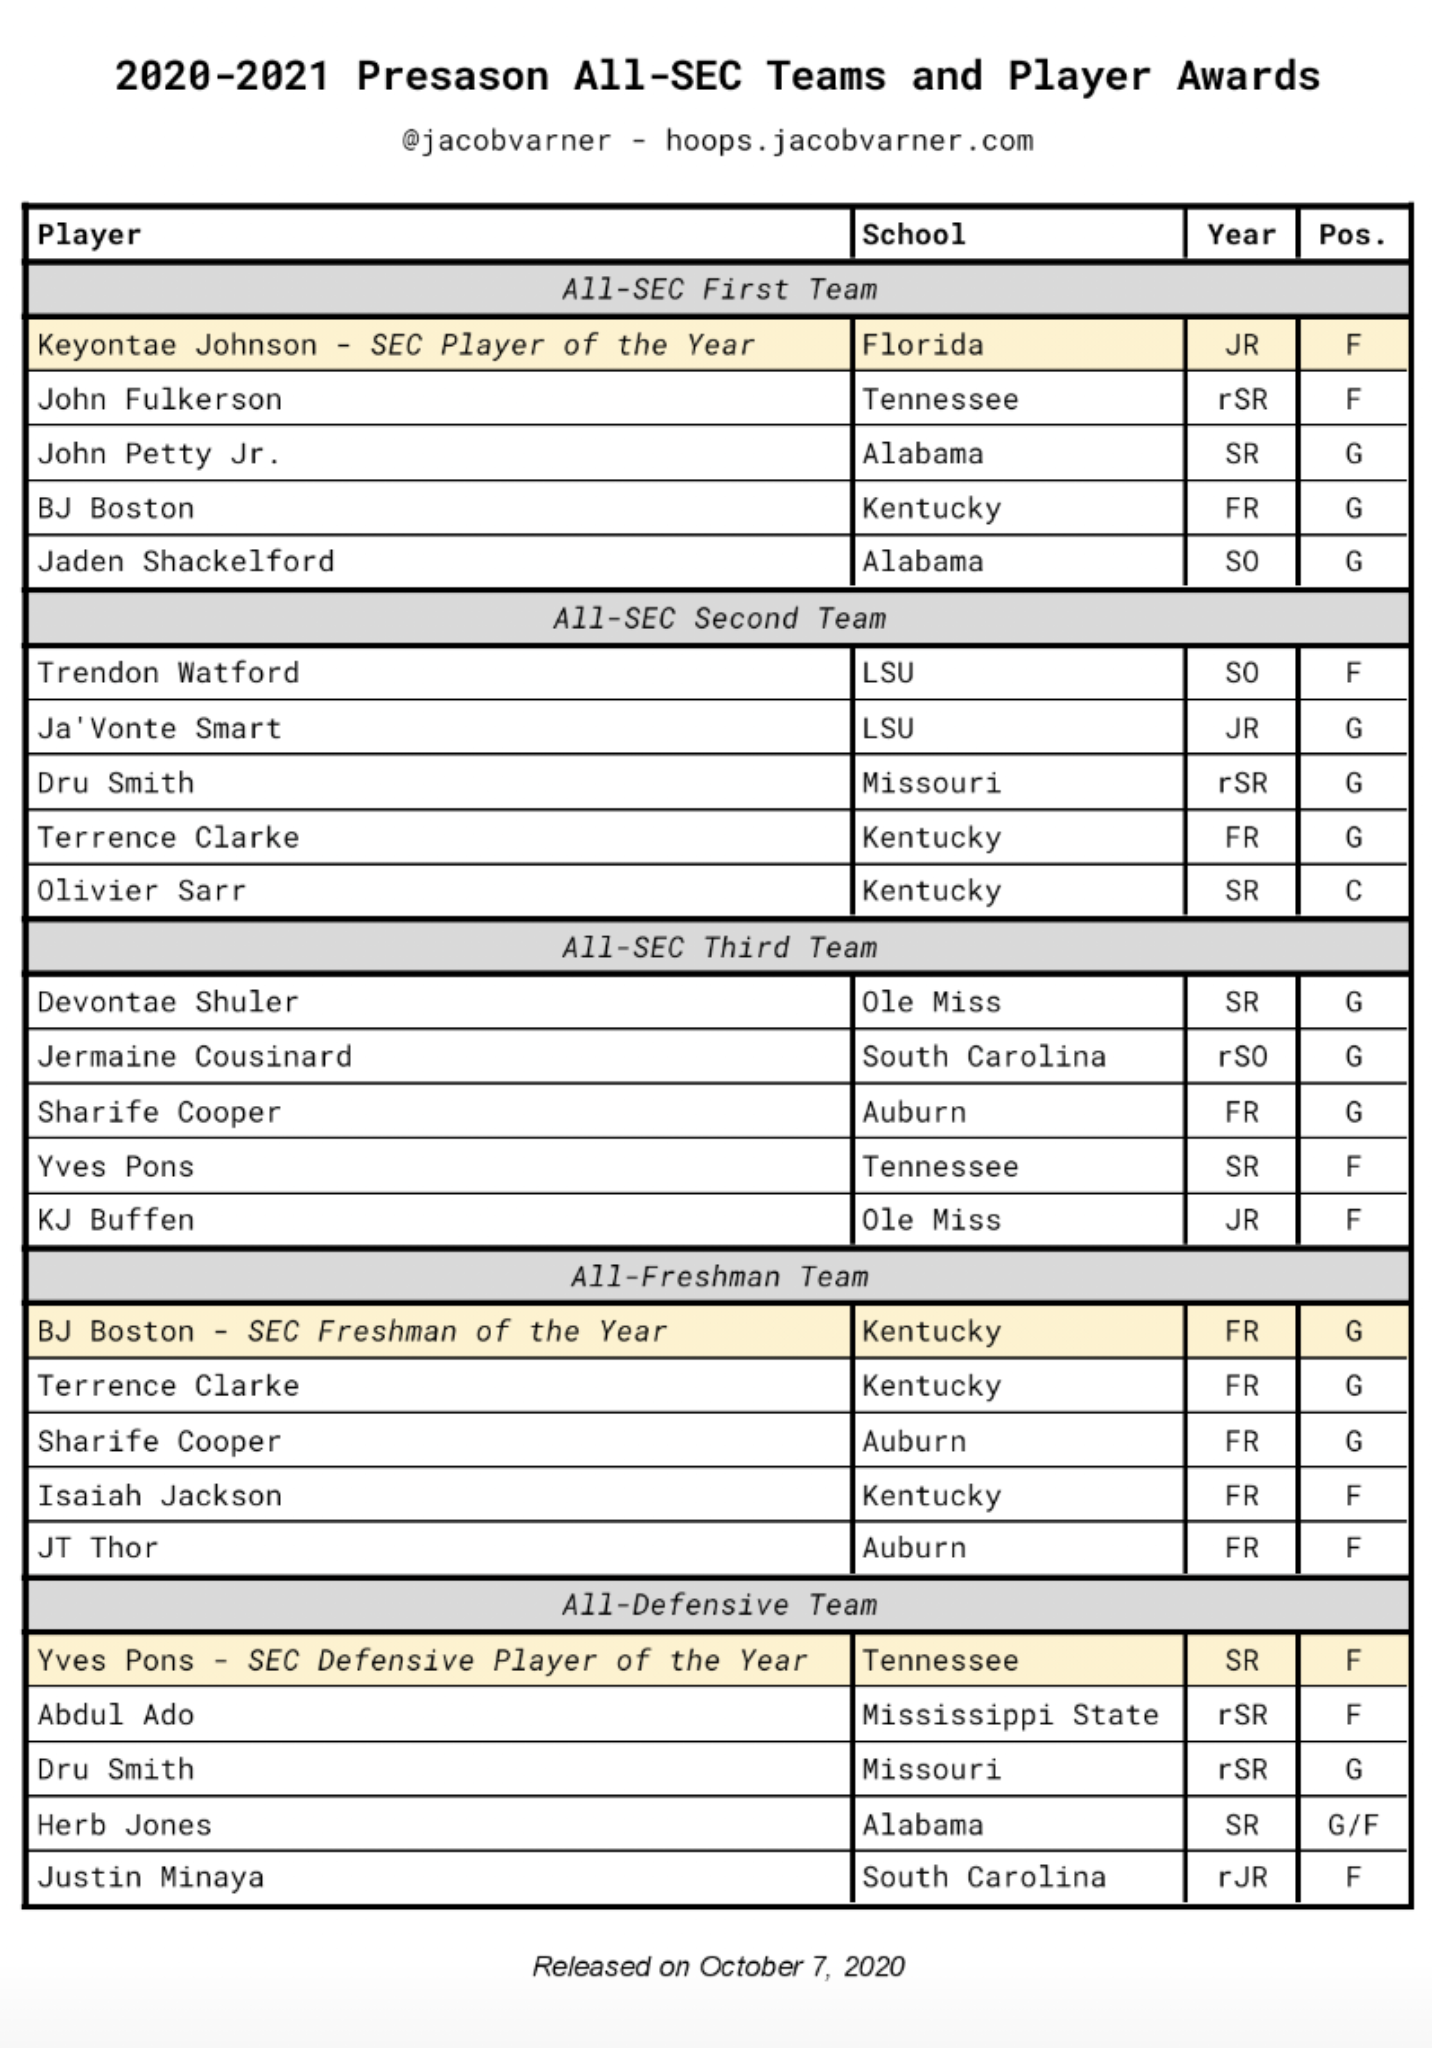 2020-2021 Presason All-SEC Teams and Player Awards
@jacobvarner - hoops.jacobvarner.com
Player School Year Pos.
All-SEC First Team
Keyontae Johnson - SEC Player of the Year Florida JR F
John Fulkerson Tennessee rSR F
John Petty Jr. Alabama SR G
BJ Boston Kentucky FR G
Jaden Shackelford Alabama SO G
All-SEC Second Team
Trendon Watford LSU SO F
Ja'Vonte Smart LSU JR G
Dru Smith Missouri rSR G
Terrence Clarke Kentucky FR G
Olivier Sarr Kentucky SR C
All-SEC Third Team
Devontae Shuler Ole Miss SR G
Jermaine Cousinard South Carolina rSO G
Sharife Cooper Auburn FR G
Yves Pons Tennessee SR F
KJ Buffen Ole Miss JR F
All-Freshman Team
BJ Boston - SEC Freshman of the Year Kentucky FR G
Terrence Clarke Kentucky FR G
Sharife Cooper Auburn FR G
Isaiah Jackson Kentucky FR F
JT Thor Auburn FR F
All-Defensive Team
Yves Pons - SEC Defensive Player of the Year Tennessee SR F
Abdul Ado Mississippi State rSR F
Dru Smith Missouri rSR G
Herb Jones Alabama SR G/F
Justin Minaya South Carolina rJR F
Released on October 7, 2020